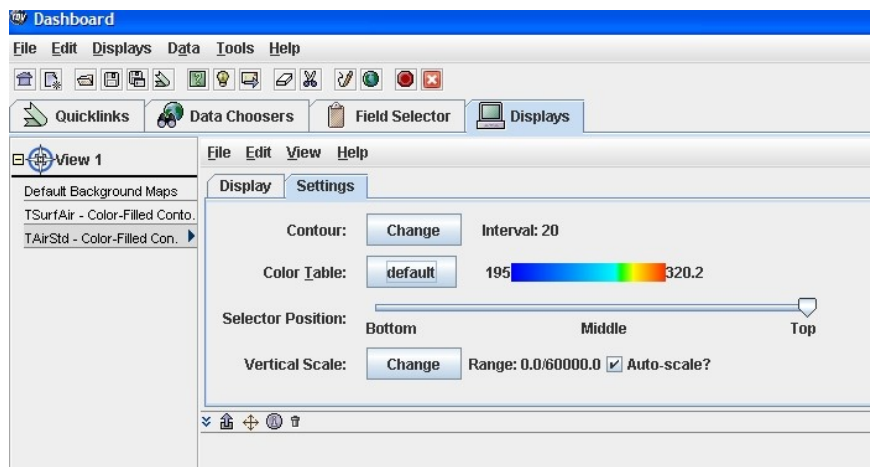 IDV Dashboard
File Edit Displays Data Tools Help
Quicklinks Data Choosers Field Selector Displays
View 1
File Edit View Help
Default Background Maps
Display Settings
TSurfAir - Color-Filled Conto.
TAirStd - Color-Filled Con.
Contour: Change Interval: 20
Color Table: default 195 320.2
Selector Position: Bottom Middle Top
Vertical Scale: Change Range: 0.0/60000.0 Auto-scale?